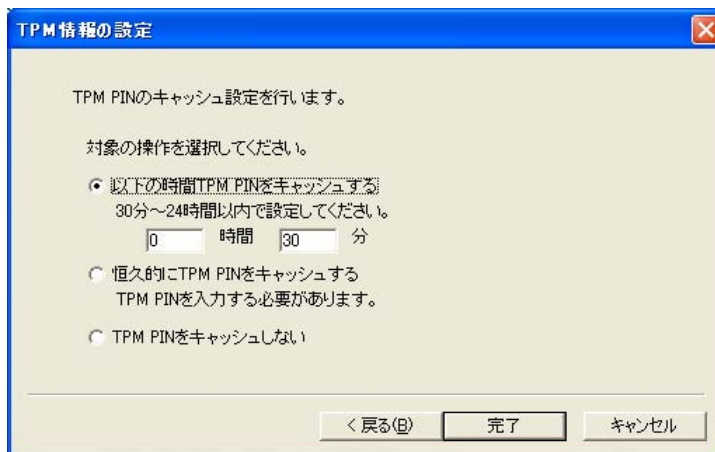 TPM情報の設定
TPM PINのキャッシュ設定を行います。
対象の操作を選択してください。
以下の時間TPM PINをキャッシュする
30分～24時間以内で設定してください。
0 時間 30 分
恒久的にTPM PINをキャッシュする
TPM PINを入力する必要があります。
TPM PINをキャッシュしない
< 戻る(B) 完了 キャンセル